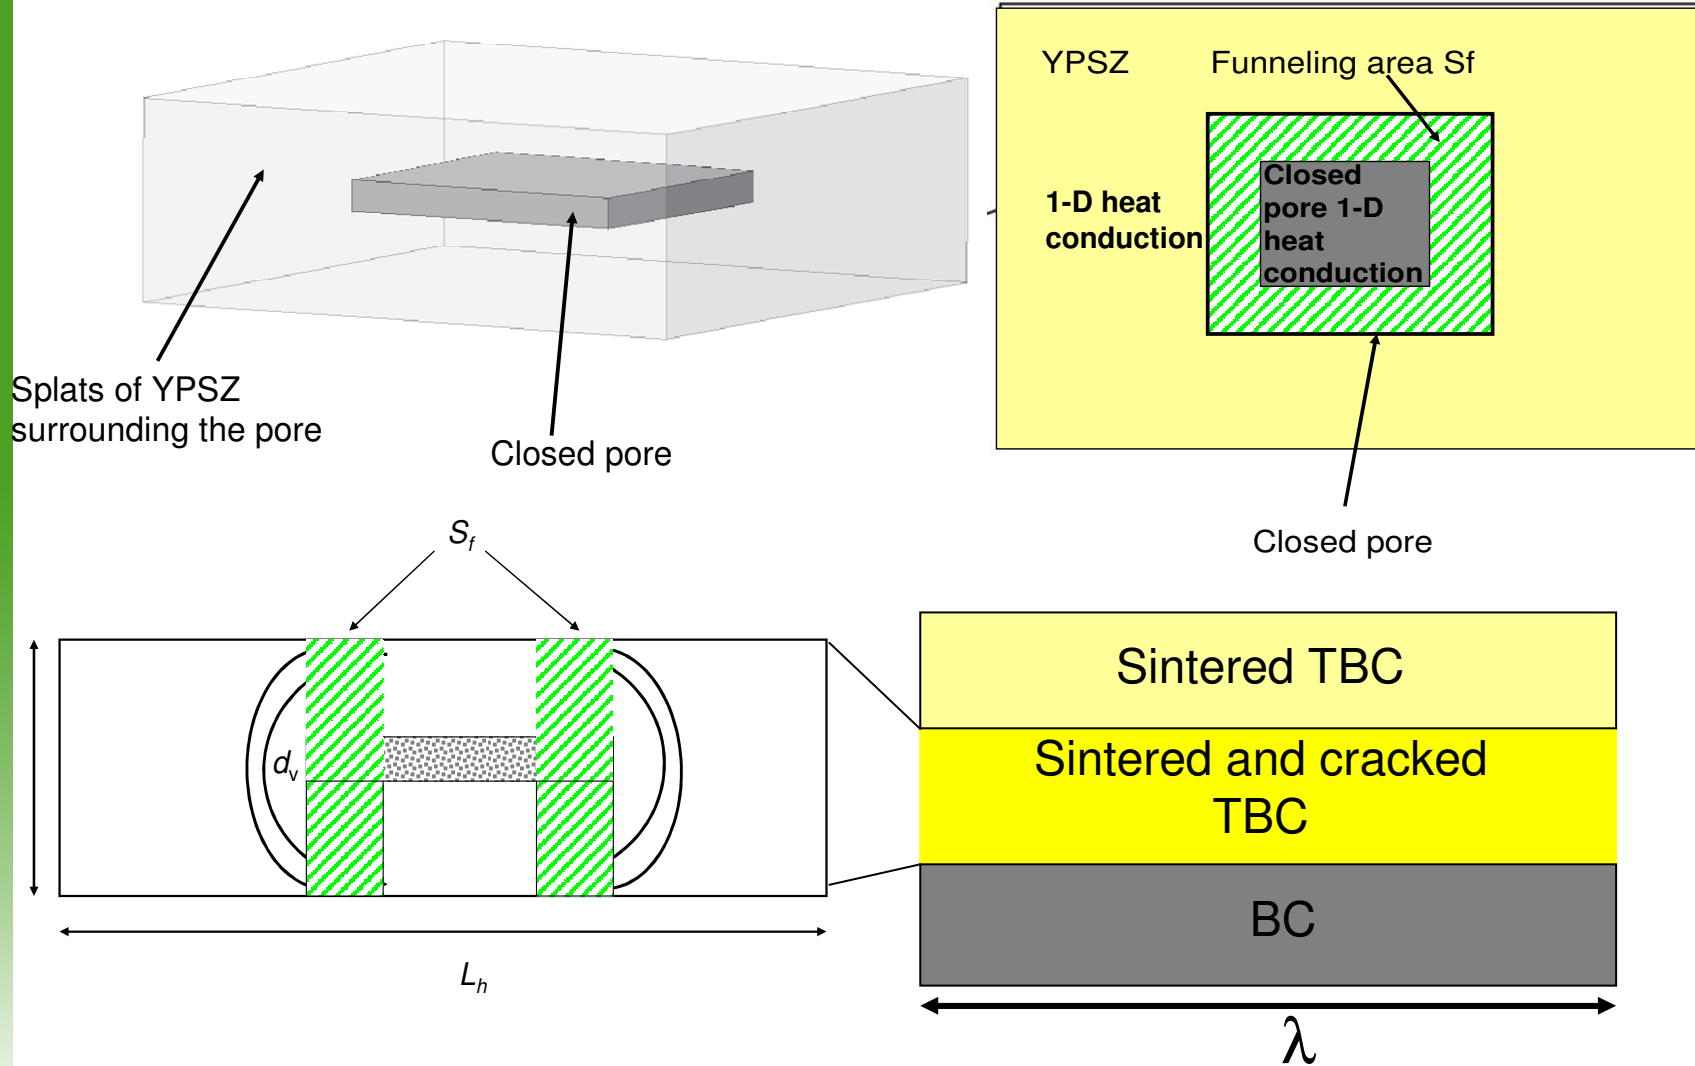 YPSZ
Funneling area Sf
Closed
pore 1-D
heat
conduction
1-D heat
conduction
Splats of YPSZ
surrounding the pore
Closed pore
Closed pore
Sf
dv
Lh
Sintered TBC
Sintered and cracked
TBC
BC
λ